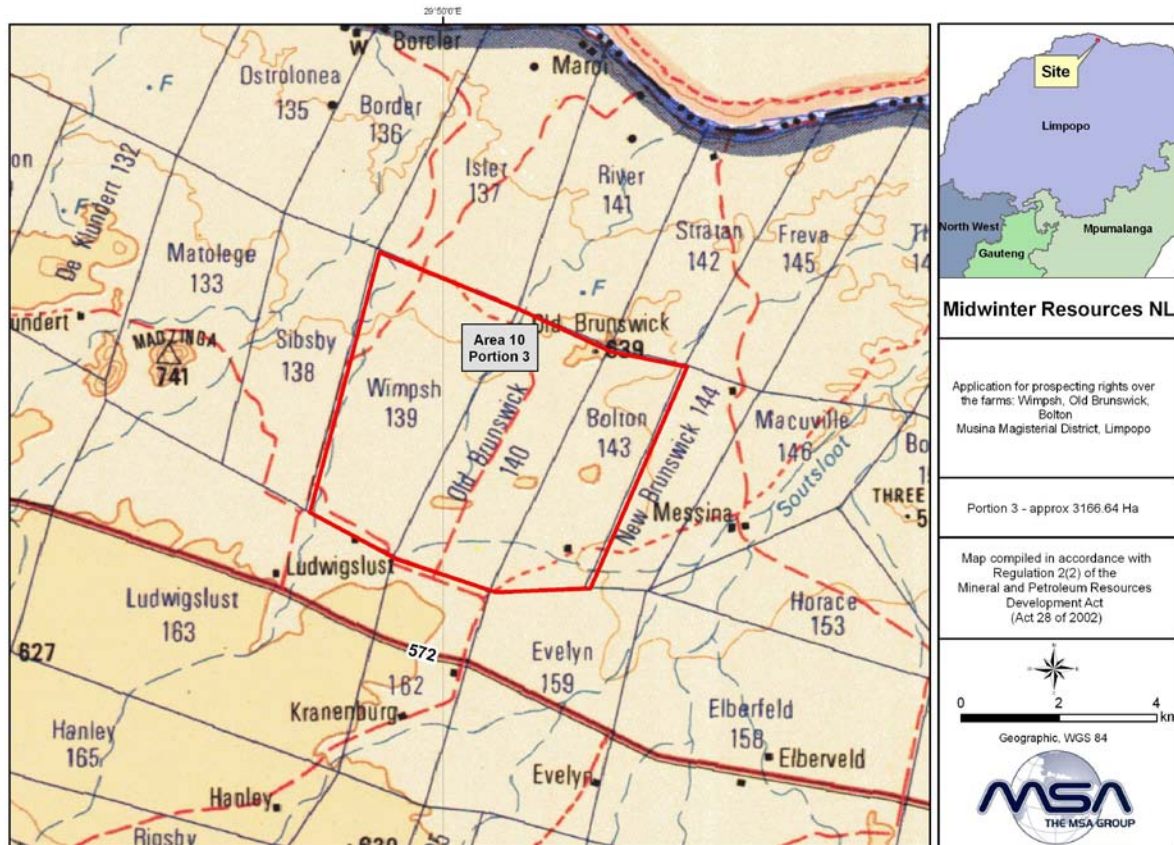 29°50'0"E
W
Borcler
Maroi
Ostrolonea
135
Border
136
F
Isler
137
River
141
Stratan
142
Freva
145
De Klundert 132
F
Matolege
133
F
Old Brunswick
639
MADZINGA
741
Sibsby
138
Area 10
Portion 3
Wimpsh
139
Old Brunswick
140
Bolton
143
New Brunswick 144
Macuville
146
Soutsloot
THREE
Messina
Ludwigslust
Ludwigslust
163
Horace
153
627
572
162
Evelyn
159
Kranenburg
Elberfeld
158
Elberveld
Hanley
165
Evelyn
Hanley
Rigsby
Site
Limpopo
North West
Gauteng
Mpumalanga
Midwinter Resources NL
Application for prospecting rights over
the farms: Wimpsh, Old Brunswick,
Bolton
Musina Magisterial District, Limpopo
Portion 3 - approx 3166.64 Ha
Map compiled in accordance with
Regulation 2(2) of the
Mineral and Petroleum Resources
Development Act
(Act 28 of 2002)
0 2 4
km
Geographic, WGS 84
MSA
THE MSA GROUP